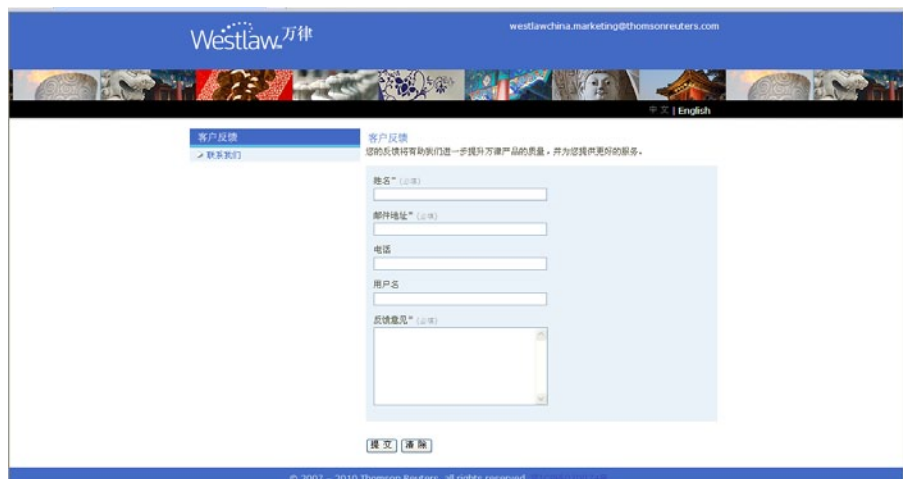 Westlaw. 万律
westlawchina.marketing@thomsonreuters.com
中文 | English
客户反馈
联系我们
客户反馈
您的反馈将有助我们进一步提升万律产品的质量，并为您提供更好的服务。
姓名* (必填)
邮件地址* (必填)
电话
用户名
反馈意见* (必填)
提 交 清 除
© 2007 - 2010 Thomson Reuters, all rights reserved